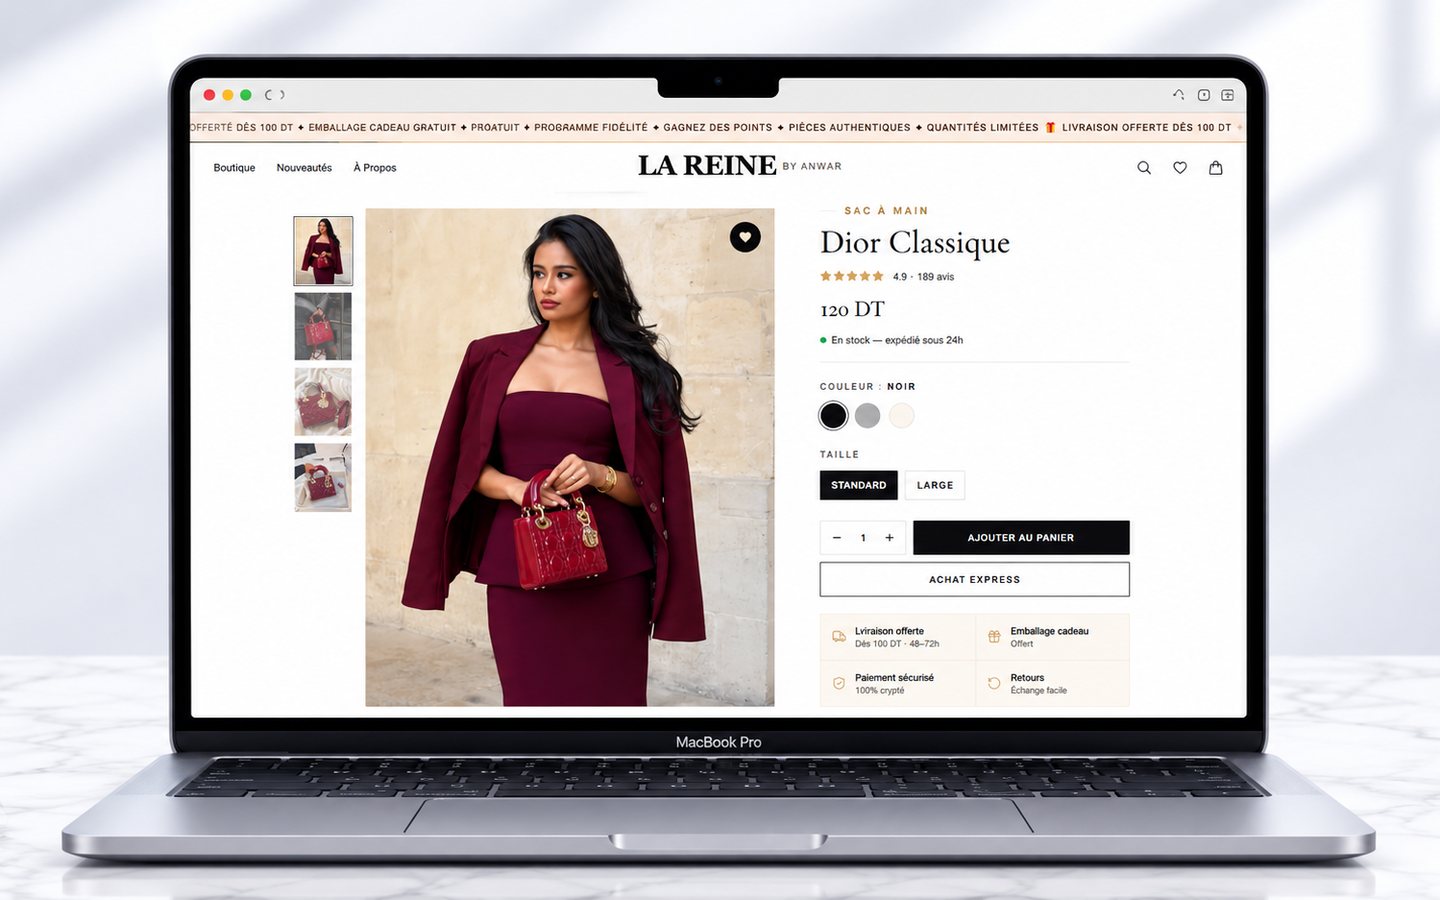 OFFERTE DÈS 100 DT ✦ EMBALLAGE CADEAU GRATUIT ✦ PROATUIT ✦ PROGRAMME FIDÉLITÉ ✦ GAGNEZ DES POINTS ✦ PIÈCES AUTHENTIQUES ✦ QUANTITÉS LIMITÉES 🎁 LIVRAISON OFFERTE DÈS 100 DT ✦
Boutique Nouveautés À Propos
LA REINE BY ANWAR
SAC À MAIN
Dior Classique
4.9 · 189 avis
120 DT
En stock — expédié sous 24h
COULEUR : NOIR
TAILLE
STANDARD LARGE
− 1 + AJOUTER AU PANIER
ACHAT EXPRESS
Livraison offerte
Dès 100 DT · 48–72h
Emballage cadeau
Offert
Paiement sécurisé
100% crypté
Retours
Échange facile
MacBook Pro